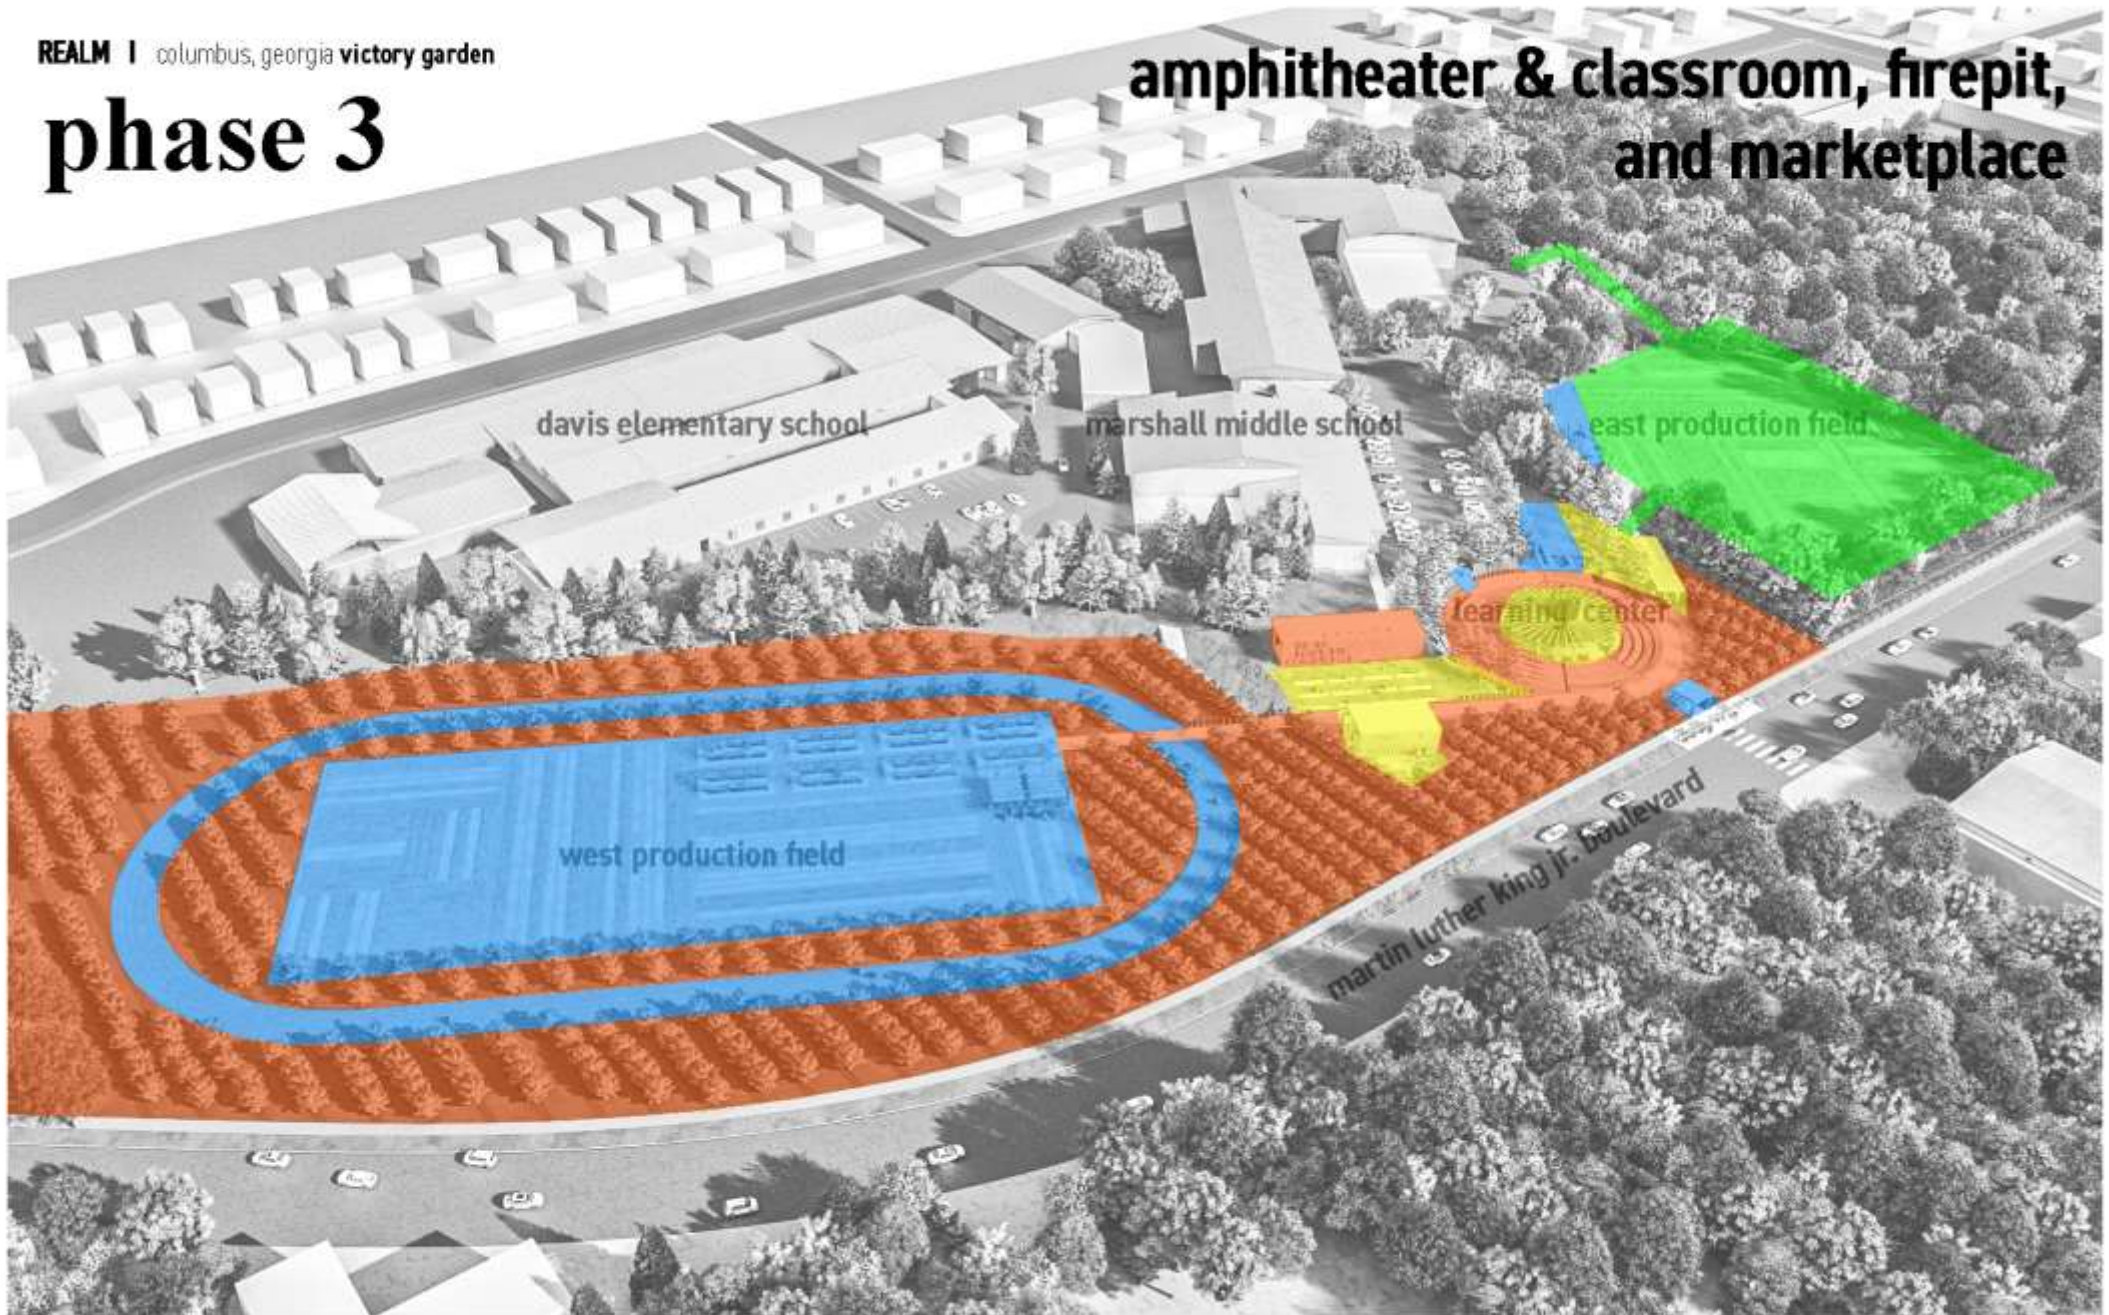 REALM | columbus, georgia victory garden
phase 3
amphitheater & classroom, firepit,
and marketplace
davis elementary school
marshall middle school
east production field
learning center
west production field
martin luther king jr. boulevard